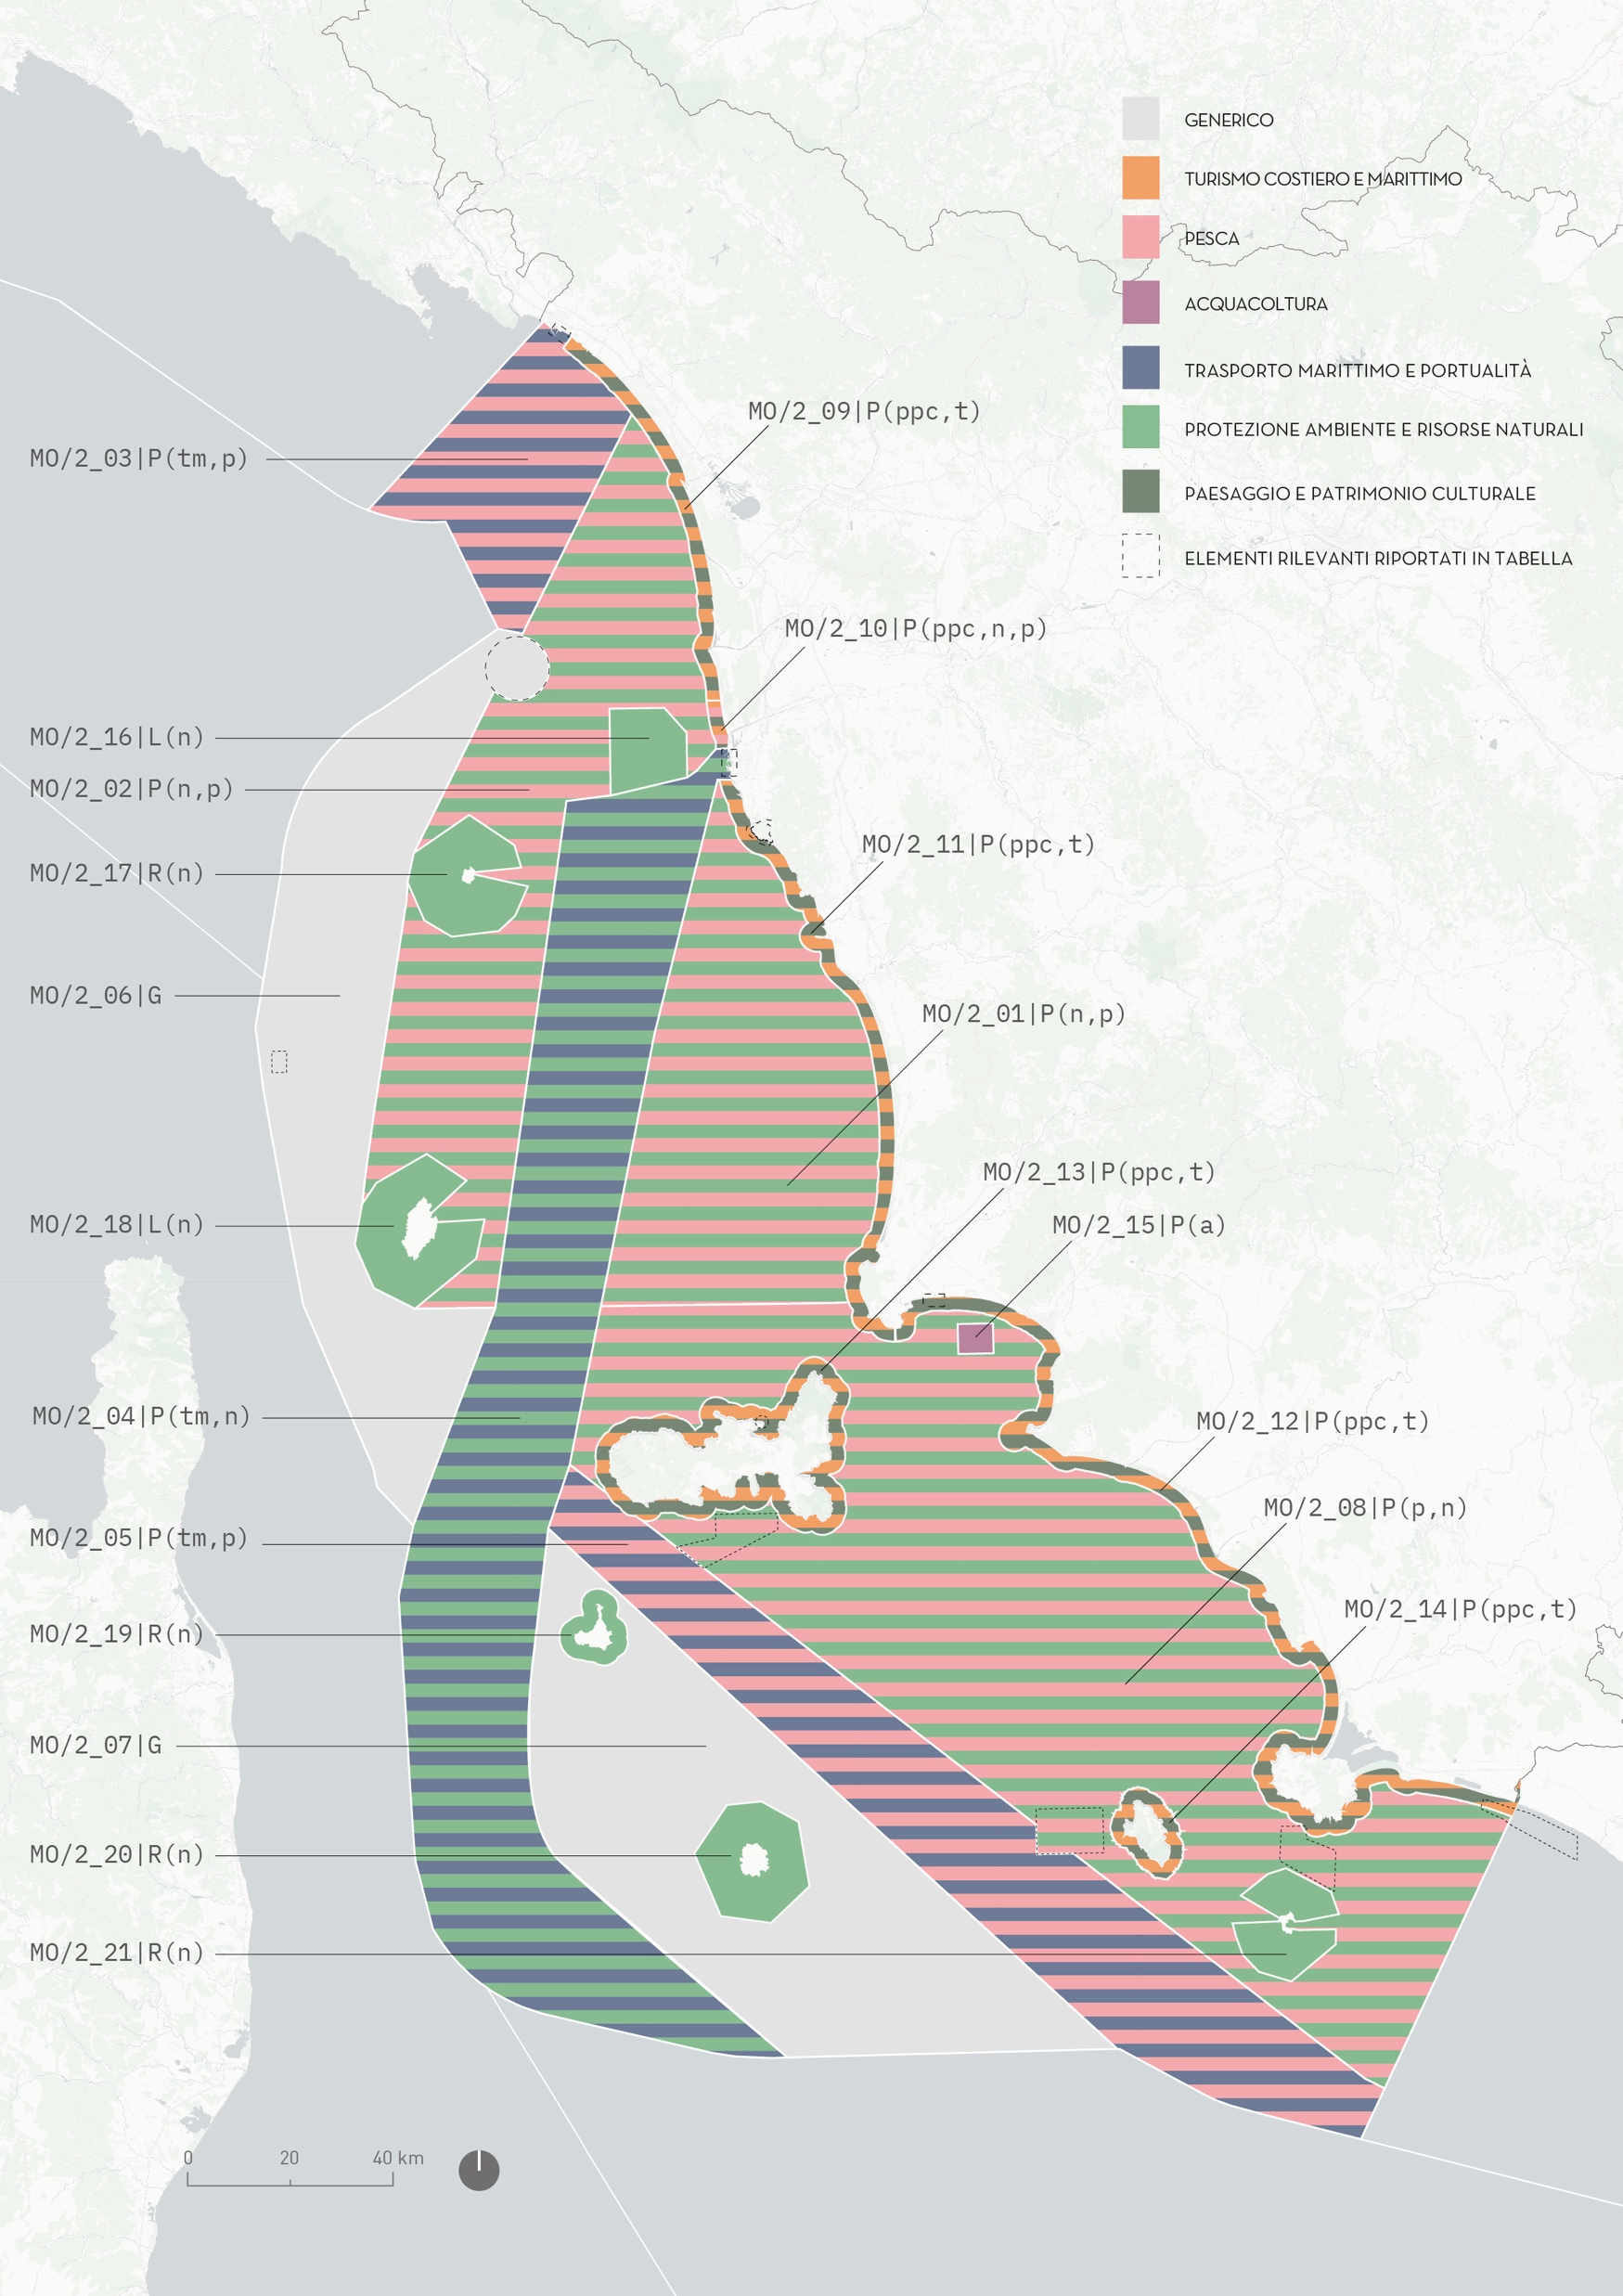 GENERICO
TURISMO COSTIERO E MARITTIMO
PESCA
ACQUACOLTURA
TRASPORTO MARITTIMO E PORTUALITÀ
PROTEZIONE AMBIENTE E RISORSE NATURALI
PAESAGGIO E PATRIMONIO CULTURALE
ELEMENTI RILEVANTI RIPORTATI IN TABELLA
MO/2_09|P(ppc,t)
MO/2_03|P(tm,p)
MO/2_10|P(ppc,n,p)
MO/2_16|L(n)
MO/2_02|P(n,p)
MO/2_11|P(ppc,t)
MO/2_17|R(n)
MO/2_06|G
MO/2_01|P(n,p)
MO/2_13|P(ppc,t)
MO/2_15|P(a)
MO/2_18|L(n)
MO/2_04|P(tm,n)
MO/2_12|P(ppc,t)
MO/2_08|P(p,n)
MO/2_05|P(tm,p)
MO/2_14|P(ppc,t)
MO/2_19|R(n)
MO/2_07|G
MO/2_20|R(n)
MO/2_21|R(n)
0 20 40 km